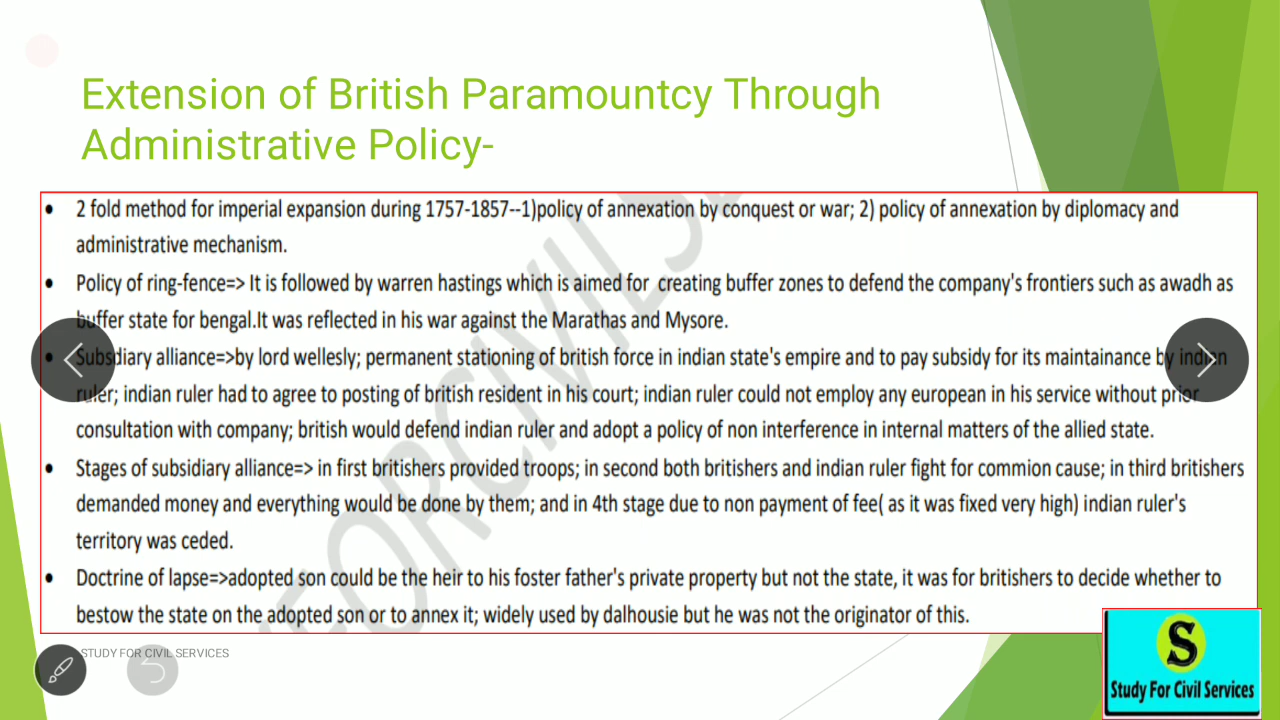 Extension of British Paramountcy Through
Administrative Policy-
• 2 fold method for imperial expansion during 1757-1857--1)policy of annexation by conquest or war; 2) policy of annexation by diplomacy and
administrative mechanism.
• Policy of ring-fence=> It is followed by warren hastings which is aimed for creating buffer zones to defend the company's frontiers such as awadh as
buffer state for bengal.It was reflected in his war against the Marathas and Mysore.
• Subsdiary alliance=>by lord wellesly; permanent stationing of british force in indian state's empire and to pay subsidy for its maintainance by indian
ruler; indian ruler had to agree to posting of british resident in his court; indian ruler could not employ any european in his service without prior
consultation with company; british would defend indian ruler and adopt a policy of non interference in internal matters of the allied state.
• Stages of subsidiary alliance=> in first britishers provided troops; in second both britishers and indian ruler fight for commion cause; in third britishers
demanded money and everything would be done by them; and in 4th stage due to non payment of fee( as it was fixed very high) indian ruler's
territory was ceded.
• Doctrine of lapse=>adopted son could be the heir to his foster father's private property but not the state, it was for britishers to decide whether to
bestow the state on the adopted son or to annex it; widely used by dalhousie but he was not the originator of this.
STUDY FOR CIVIL SERVICES
S
Study For Civil Services